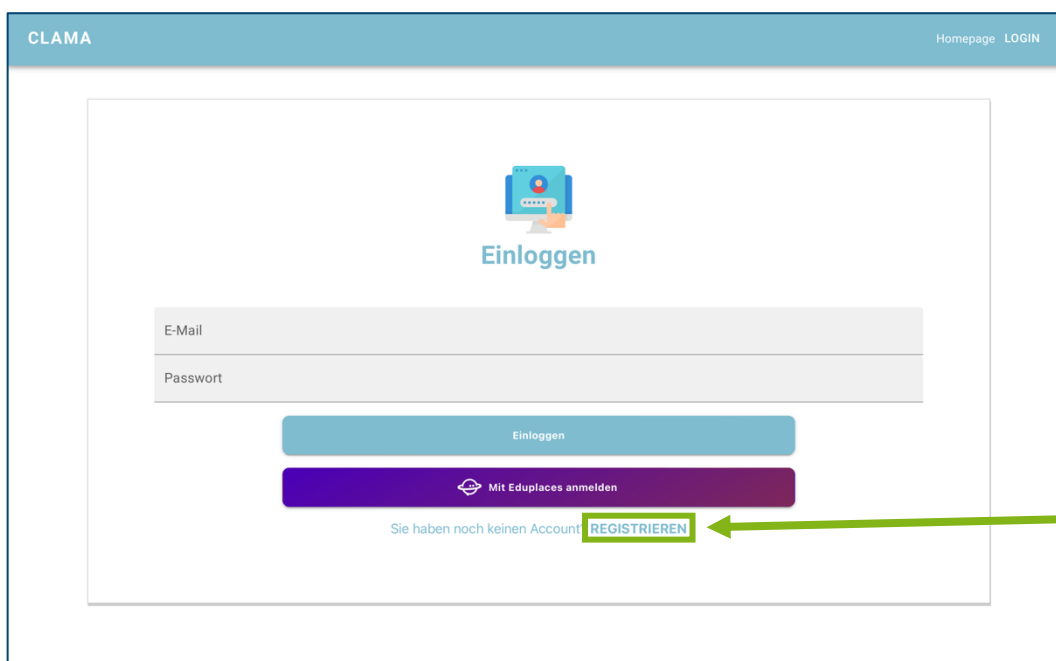 CLAMA
Homepage LOGIN
Einloggen
E-Mail
Passwort
Einloggen
Mit Eduplaces anmelden
Sie haben noch keinen Account? REGISTRIEREN